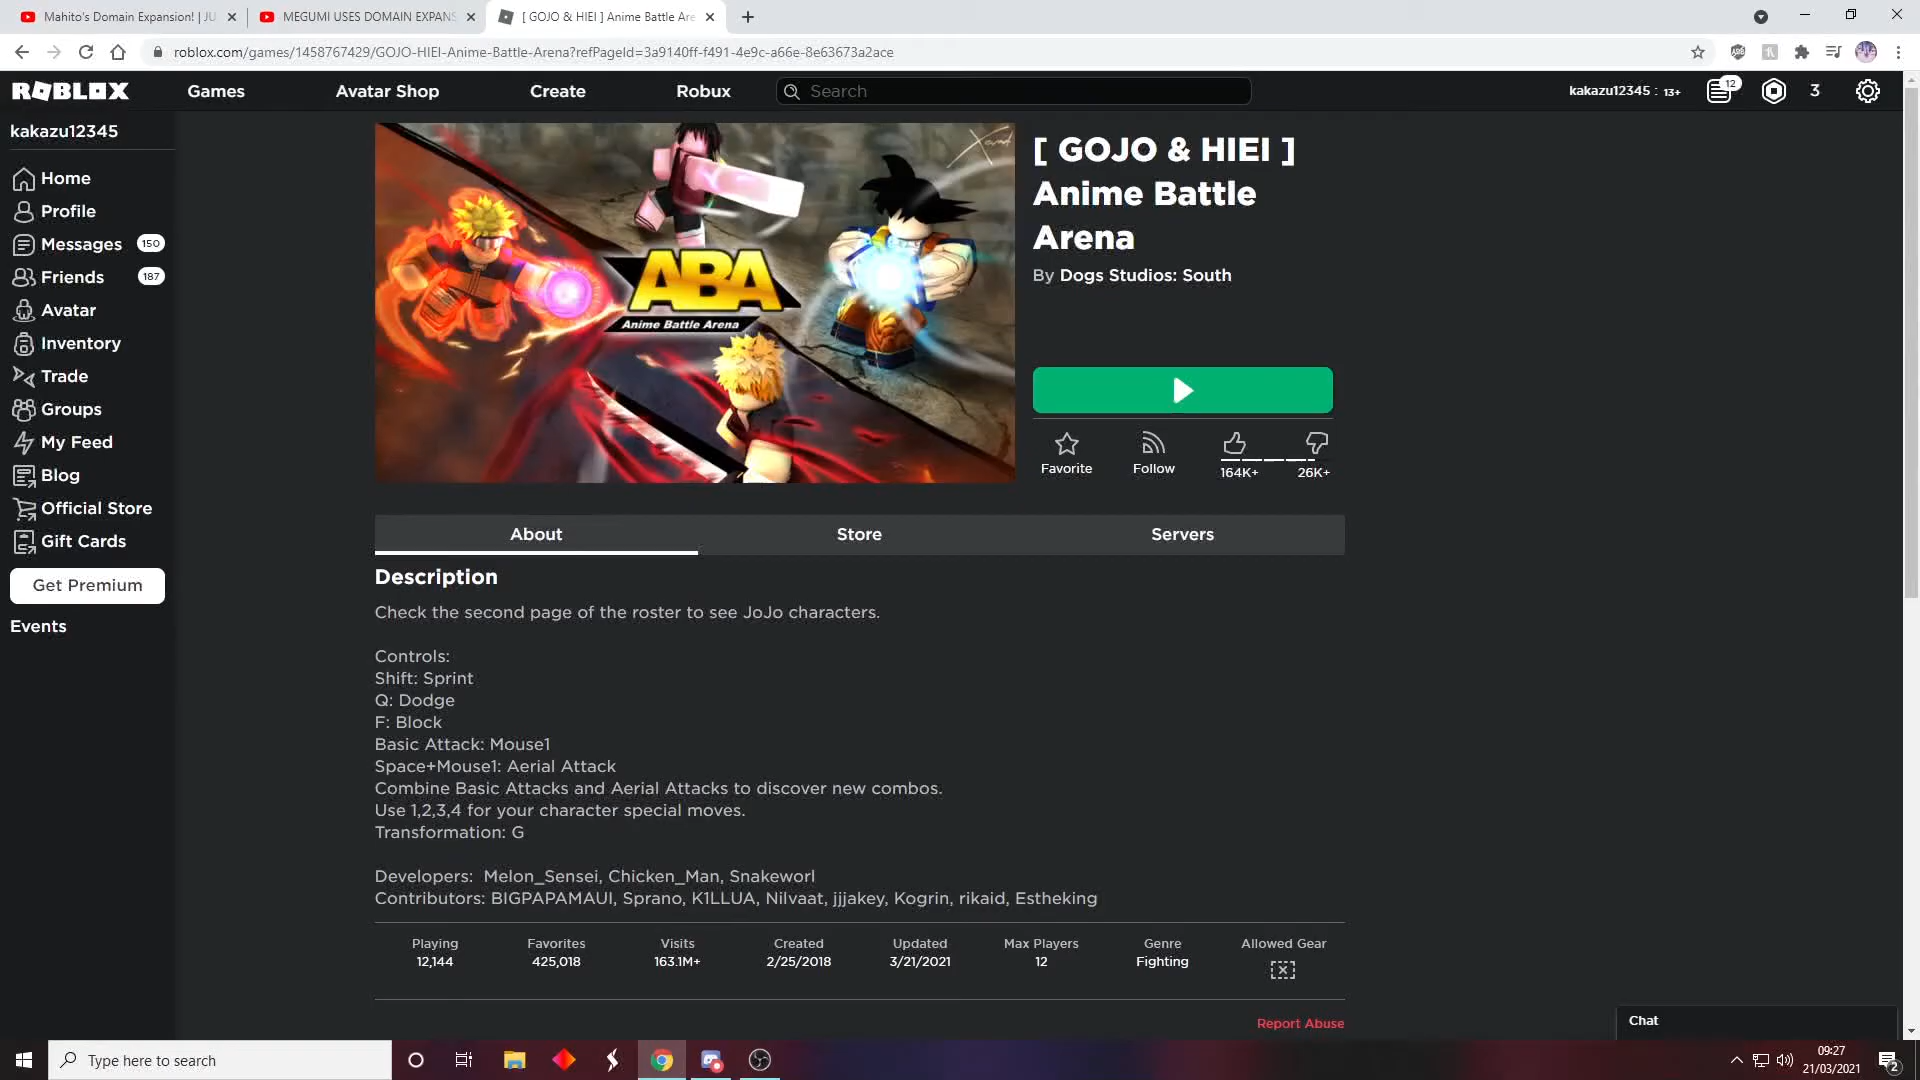 Mahito's Domain Expansion! | JU
MEGUMI USES DOMAIN EXPANS
[ GOJO & HIEI ] Anime Battle Are
roblox.com/games/1458767429/GOJO-HIEI-Anime-Battle-Arena?refPageId=3a9140ff-f491-4e9c-a66e-8e63673a2ace
ROBLOX
Games
Avatar Shop
Create
Robux
Search
kakazu12345 : 13+
12
3
kakazu12345
Home
Profile
Messages 150
Friends 187
Avatar
Inventory
Trade
Groups
My Feed
Blog
Official Store
Gift Cards
Get Premium
Events
ABA
Anime Battle Arena
[ GOJO & HIEI ]
Anime Battle
Arena
By Dogs Studios: South
Favorite
Follow
164K+
26K+
About
Store
Servers
Description
Check the second page of the roster to see JoJo characters.
Controls:
Shift: Sprint
Q: Dodge
F: Block
Basic Attack: Mouse1
Space+Mouse1: Aerial Attack
Combine Basic Attacks and Aerial Attacks to discover new combos.
Use 1,2,3,4 for your character special moves.
Transformation: G
Developers:  Melon_Sensei, Chicken_Man, Snakeworl
Contributors: BIGPAPAMAUI, Sprano, K1LLUA, Nilvaat, jjjakey, Kogrin, rikaid, Estheking
Playing
Favorites
Visits
Created
Updated
Max Players
Genre
Allowed Gear
12,144
425,018
163.1M+
2/25/2018
3/21/2021
12
Fighting
Report Abuse
Chat
Type here to search
09:27
21/03/2021
2